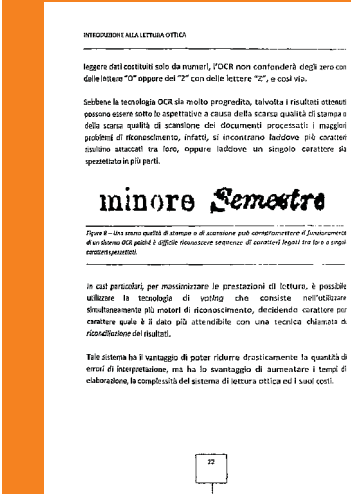 INTRODUZIONE ALLA LETTURA OTTICA
leggere dati costituiti solo da numeri, l'OCR non confonderà degli zero con
delle lettere "O" oppure dei "2" con delle lettere "Z", e così via.
Sebbene la tecnologia OCR sia molto progredita, talvolta i risultati ottenuti
possono essere sotto le aspettative a causa della scarsa qualità di stampa o
della scarsa qualità di scansione dei documenti processati: i maggiori
problemi di riconoscimento, infatti, si incontrano laddove più caratteri
risultino attaccati tra loro, oppure laddove un singolo carattere sia
spezzettato in più parti.
minore Semestre
Figura 8 – Una scarsa qualità di stampa o di scansione può compromettere il funzionamento
di un sistema OCR poiché è difficile riconoscere sequenze di caratteri legati tra loro o singoli
caratteri spezzettati.
In casi particolari, per massimizzare le prestazioni di lettura, è possibile
utilizzare la tecnologia di voting che consiste nell'utilizzare
simultaneamente più motori di riconoscimento, decidendo carattere per
carattere quale è il dato più attendibile con una tecnica chiamata di
riconciliazione dei risultati.
Tale sistema ha il vantaggio di poter ridurre drasticamente la quantità di
errori di interpretazione, ma ha lo svantaggio di aumentare i tempi di
elaborazione, la complessità del sistema di lettura ottica ed i suoi costi.
22